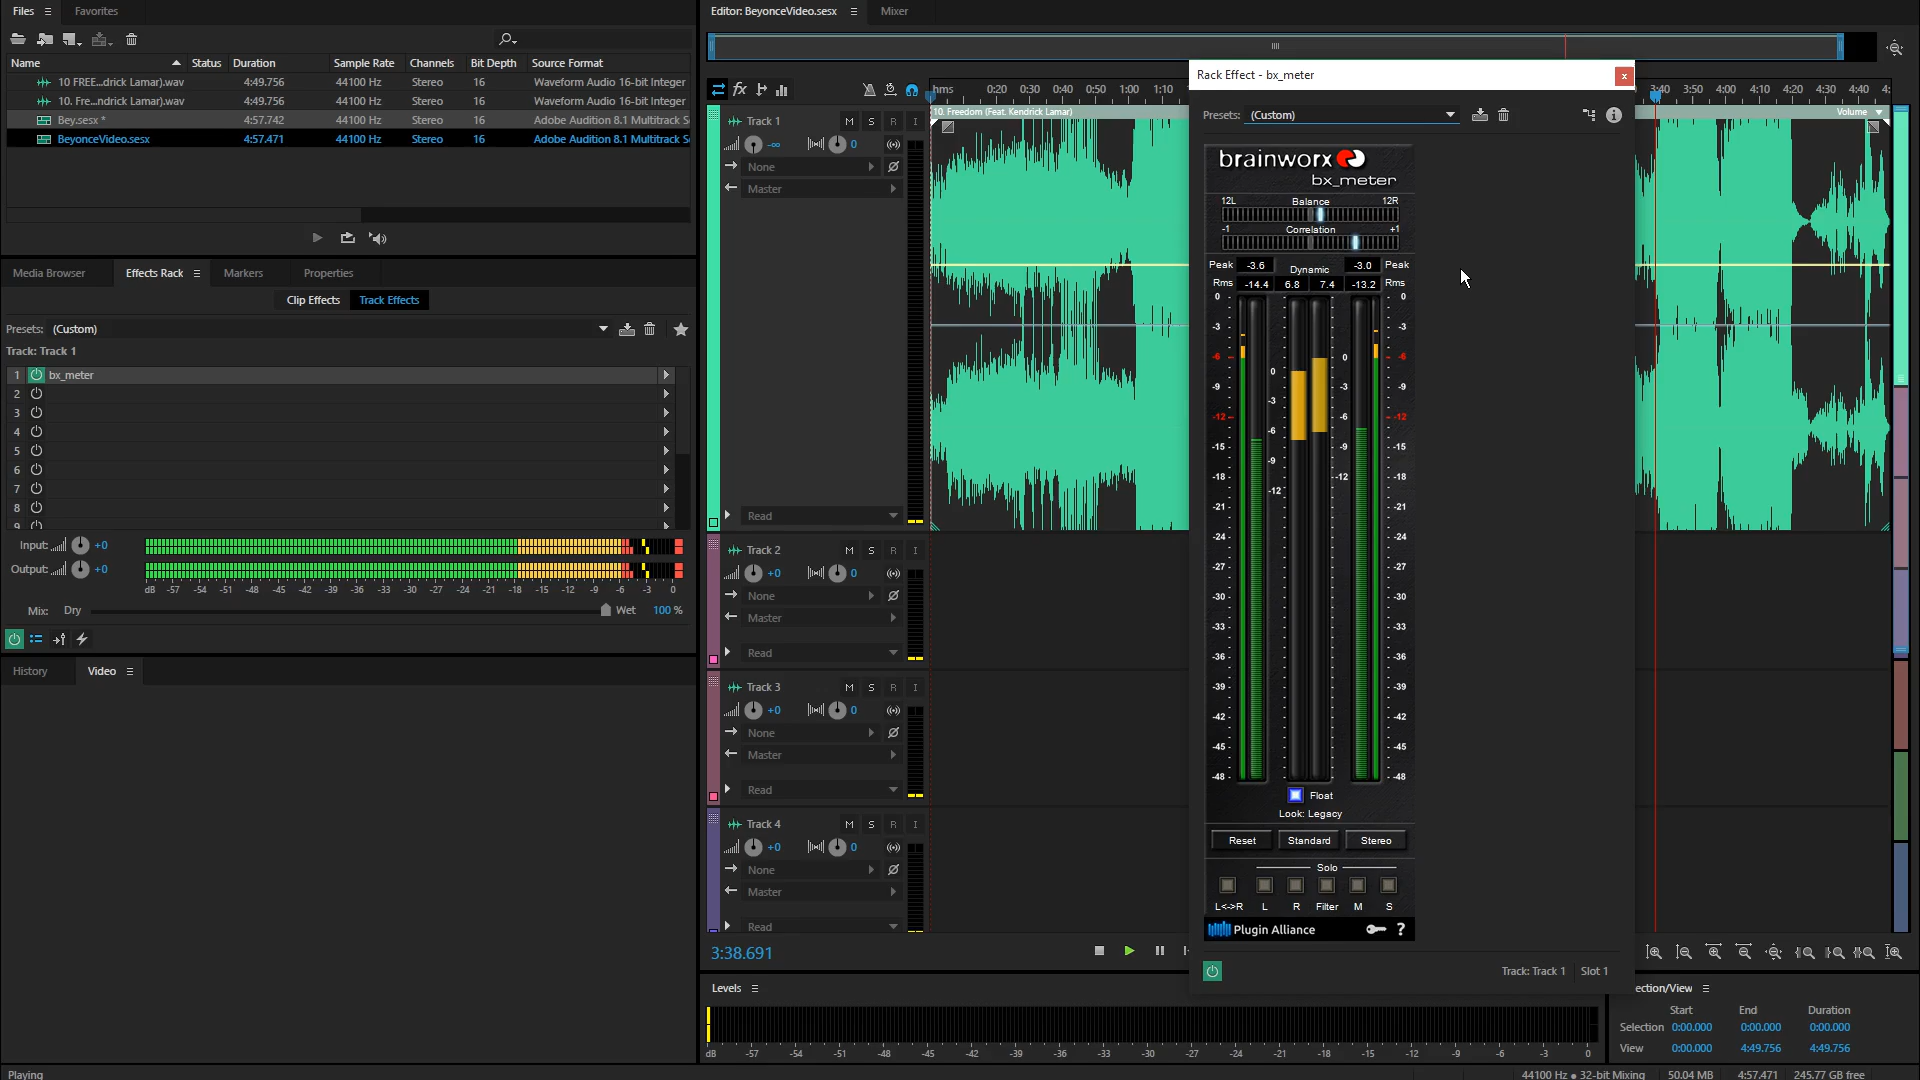 Files
Favorites
Name
Status
Duration
Sample Rate
Channels
Bit Depth
Source Format
10 FREE...drick Lamar).wav
4:49.756
44100 Hz
Stereo
16
Waveform Audio 16-bit Integer
10. Fre...ndrick Lamar).wav
4:49.756
44100 Hz
Stereo
16
Waveform Audio 16-bit Integer
Bey.sesx *
4:57.742
44100 Hz
Stereo
16
Adobe Audition 8.1 Multitrack S
BeyonceVideo.sesx
4:57.471
44100 Hz
Stereo
16
Adobe Audition 8.1 Multitrack S
Media Browser
Effects Rack
Markers
Properties
Clip Effects
Track Effects
Presets:
(Custom)
Track: Track 1
1
bx_meter
2
3
4
5
6
7
8
9
Input:
+0
Output:
+0
dB -57 -54 -51 -48 -45 -42 -39 -36 -33 -30 -27 -24 -21 -18 -15 -12 -9 -6 -3 0
Mix:
Dry
Wet
100 %
History
Video
Editor: BeyonceVideo.sesx
Mixer
fx
hms 0:20 0:30 0:40 0:50 1:00 1:10
3:40 3:50 4:00 4:10 4:20 4:30 4:40 4:
10. Freedom (Feat. Kendrick Lamar)
Volume
Track 1
M S R I
-∞
0
None
Master
Read
Track 2
M S R I
+0
0
None
Master
Read
Track 3
M S R I
+0
0
None
Master
Read
Track 4
M S R I
+0
0
None
Master
Read
Rack Effect - bx_meter
x
Presets:
(Custom)
brainworx
bx_meter
12L Balance 12R
-1 Correlation +1
Peak -3.6 Dynamic -3.0 Peak
Rms -14.4 6.8 7.4 -13.2 Rms
0 -3 -6 -9 -12 -15 -18 -21 -24 -27 -30 -33 -36 -39 -42 -45 -48
0 -3 -6 -9 -12
0 -3 -6 -9 -12
0 -3 -6 -9 -12 -15 -18 -21 -24 -27 -30 -33 -36 -39 -42 -45 -48
Float
Look: Legacy
Reset
Standard
Stereo
Solo
L<->R
L
R
Filter
M
S
Plugin Alliance
?
Track: Track 1
Slot 1
3:38.691
Levels
dB -57 -54 -51 -48 -45 -42 -39 -36 -33 -30 -27 -24 -21 -18 -15 -12 -9 -6 -3 0
ection/View
Start
End
Duration
Selection
0:00.000
0:00.000
0:00.000
View
0:00.000
4:49.756
4:49.756
Playing
44100 Hz ● 32-bit Mixing
50.04 MB
4:57.471
245.77 GB free